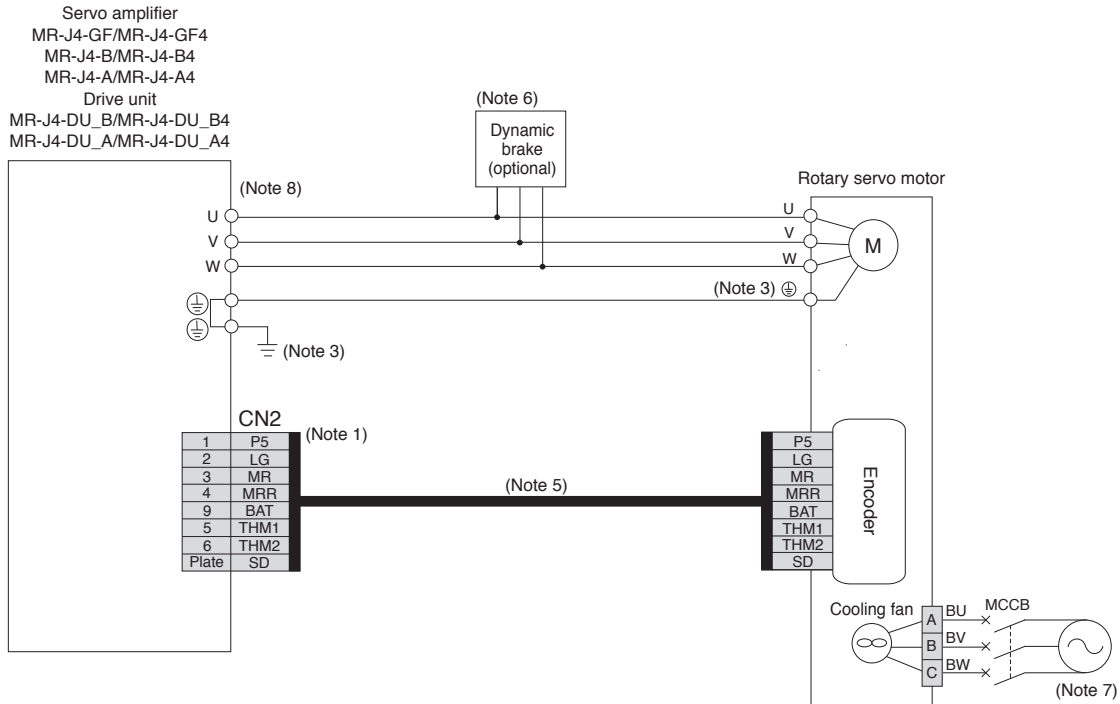 Servo amplifier
MR-J4-GF/MR-J4-GF4
MR-J4-B/MR-J4-B4
MR-J4-A/MR-J4-A4
Drive unit
MR-J4-DU_B/MR-J4-DU_B4
MR-J4-DU_A/MR-J4-DU_A4
(Note 6)
Dynamic
brake
(optional)
Rotary servo motor
(Note 8)
U
V
W
U
V
W
M
(Note 3)
(Note 3)
CN2
(Note 1)
1 P5
2 LG
3 MR
4 MRR
9 BAT
5 THM1
6 THM2
Plate SD
(Note 5)
P5
LG
MR
MRR
BAT
THM1
THM2
SD
Encoder
Cooling fan
A BU
B BV
C BW
MCCB
(Note 7)